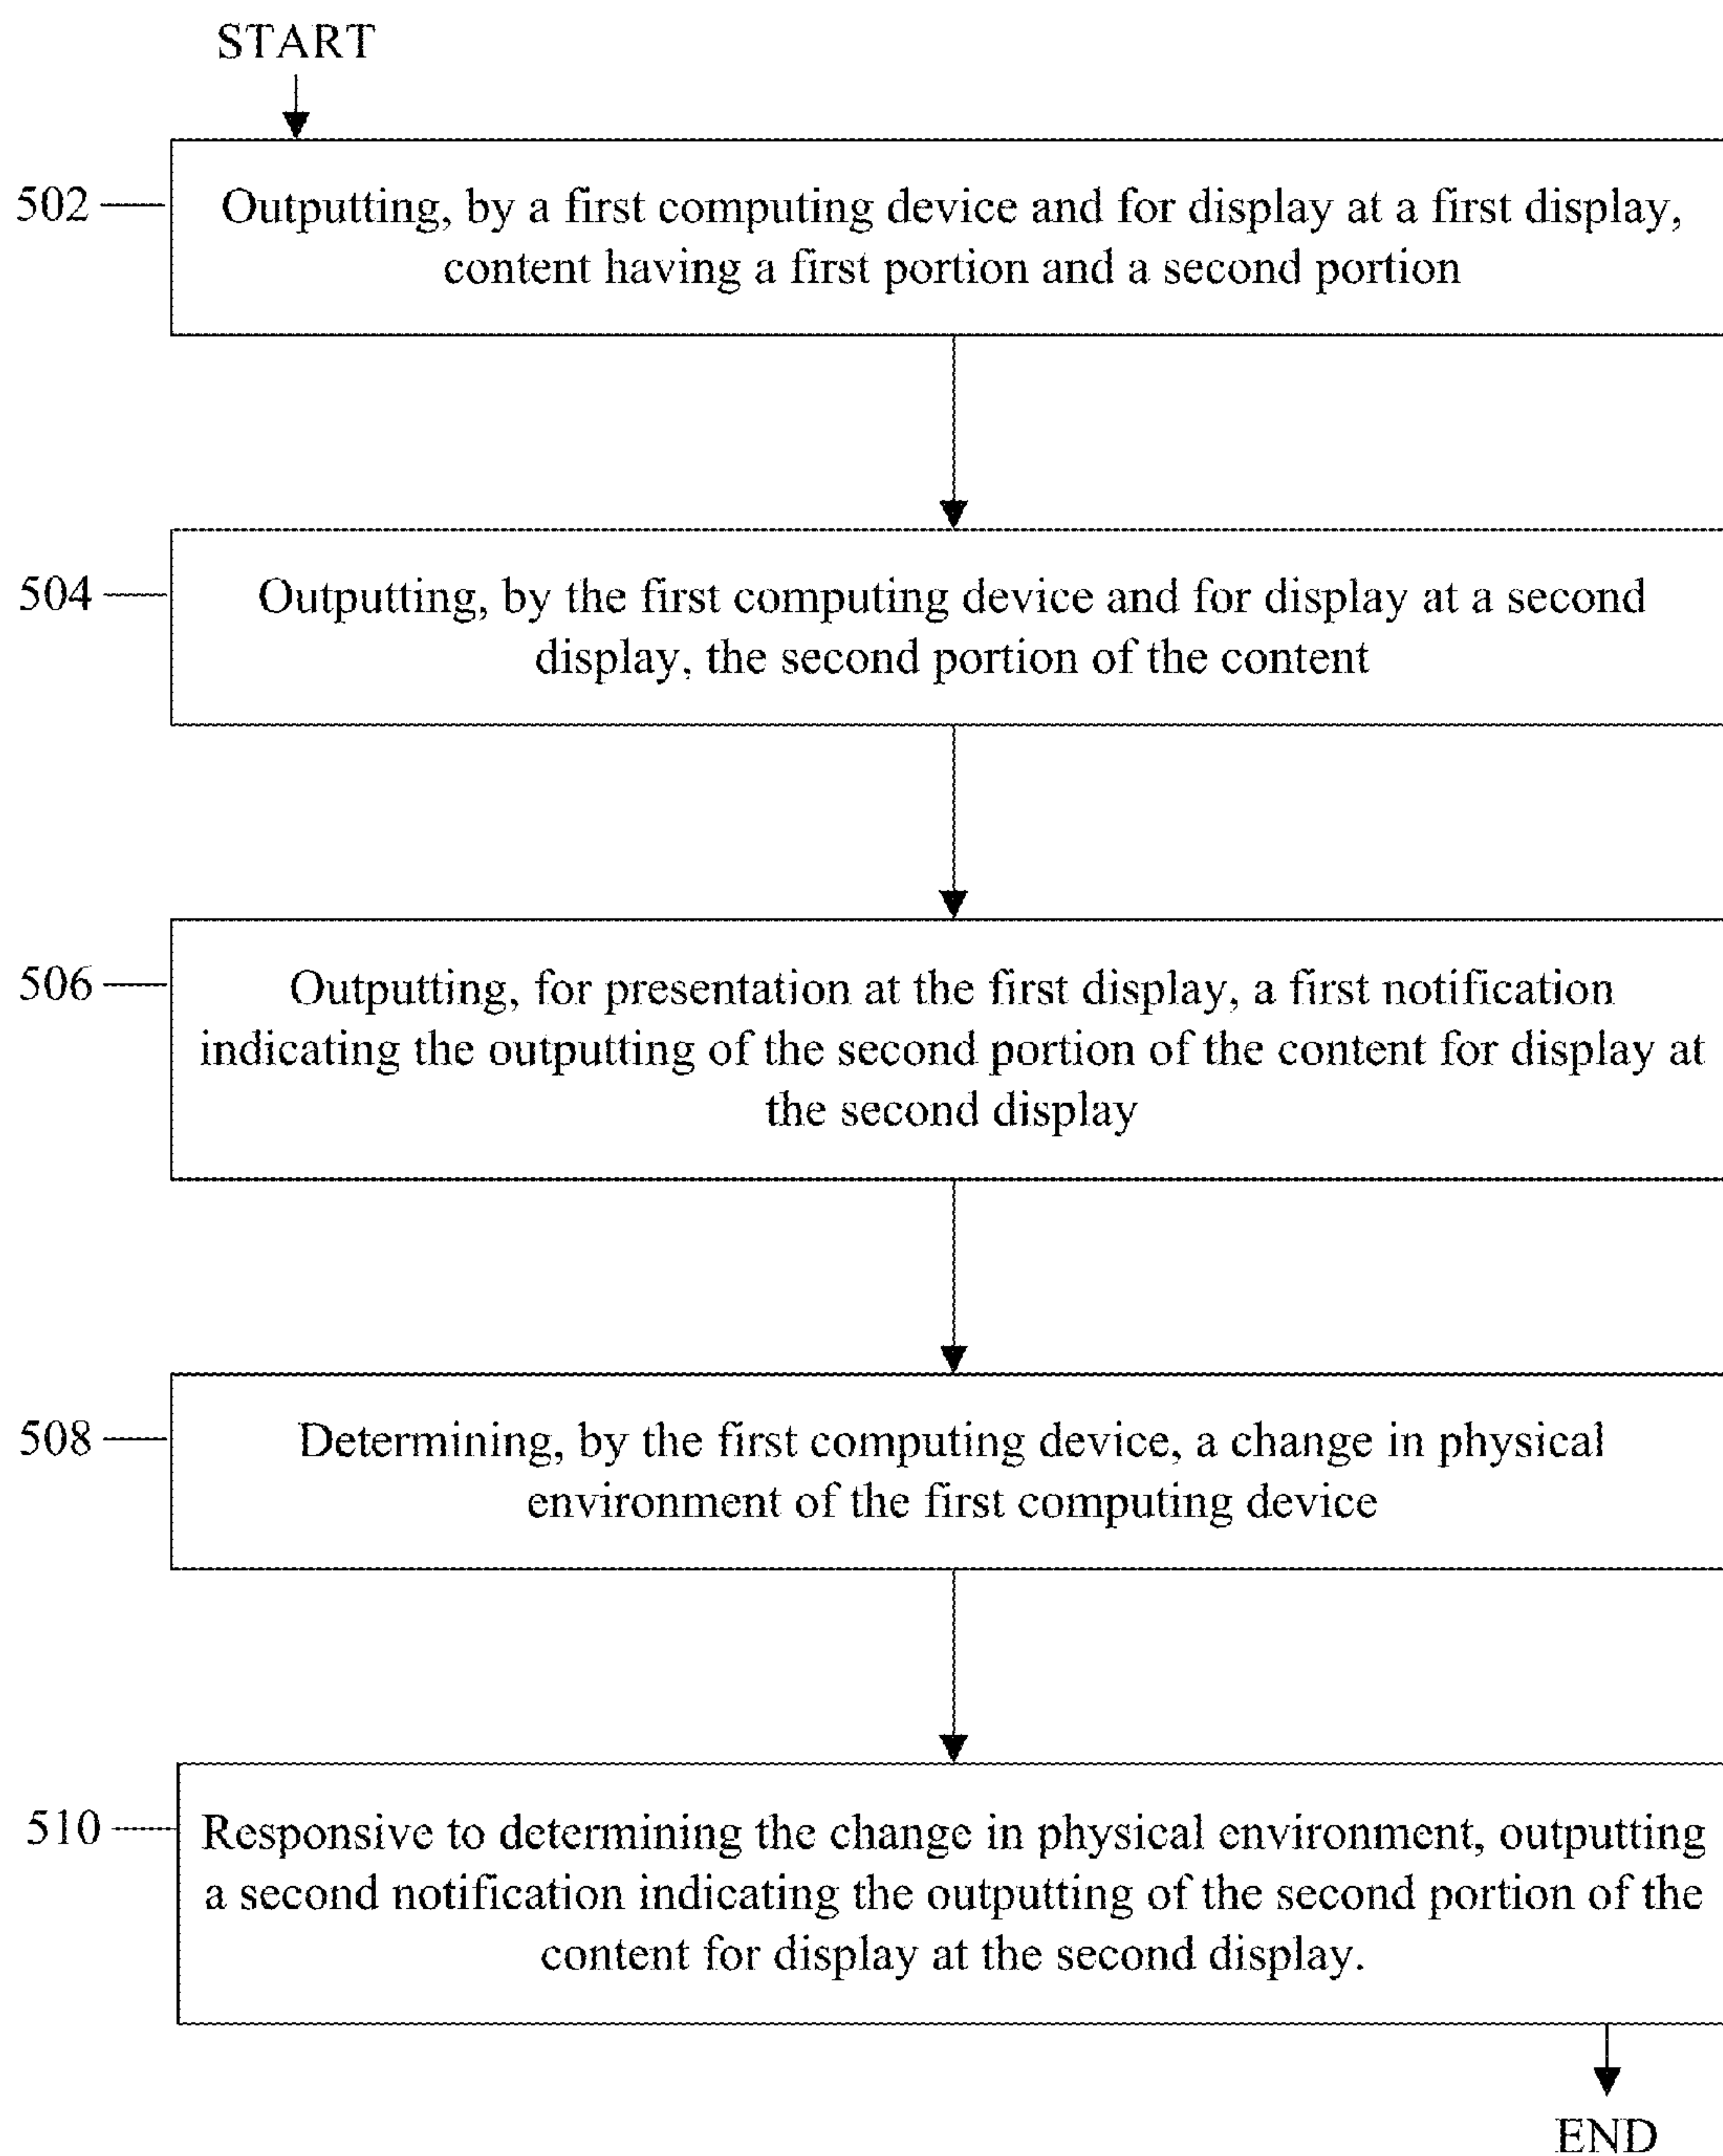 START
502
Outputting, by a first computing device and for display at a first display,
content having a first portion and a second portion
504
Outputting, by the first computing device and for display at a second
display, the second portion of the content
506
Outputting, for presentation at the first display, a first notification
indicating the outputting of the second portion of the content for display at
the second display
508
Determining, by the first computing device, a change in physical
environment of the first computing device
510
Responsive to determining the change in physical environment, outputting
a second notification indicating the outputting of the second portion of the
content for display at the second display.
END